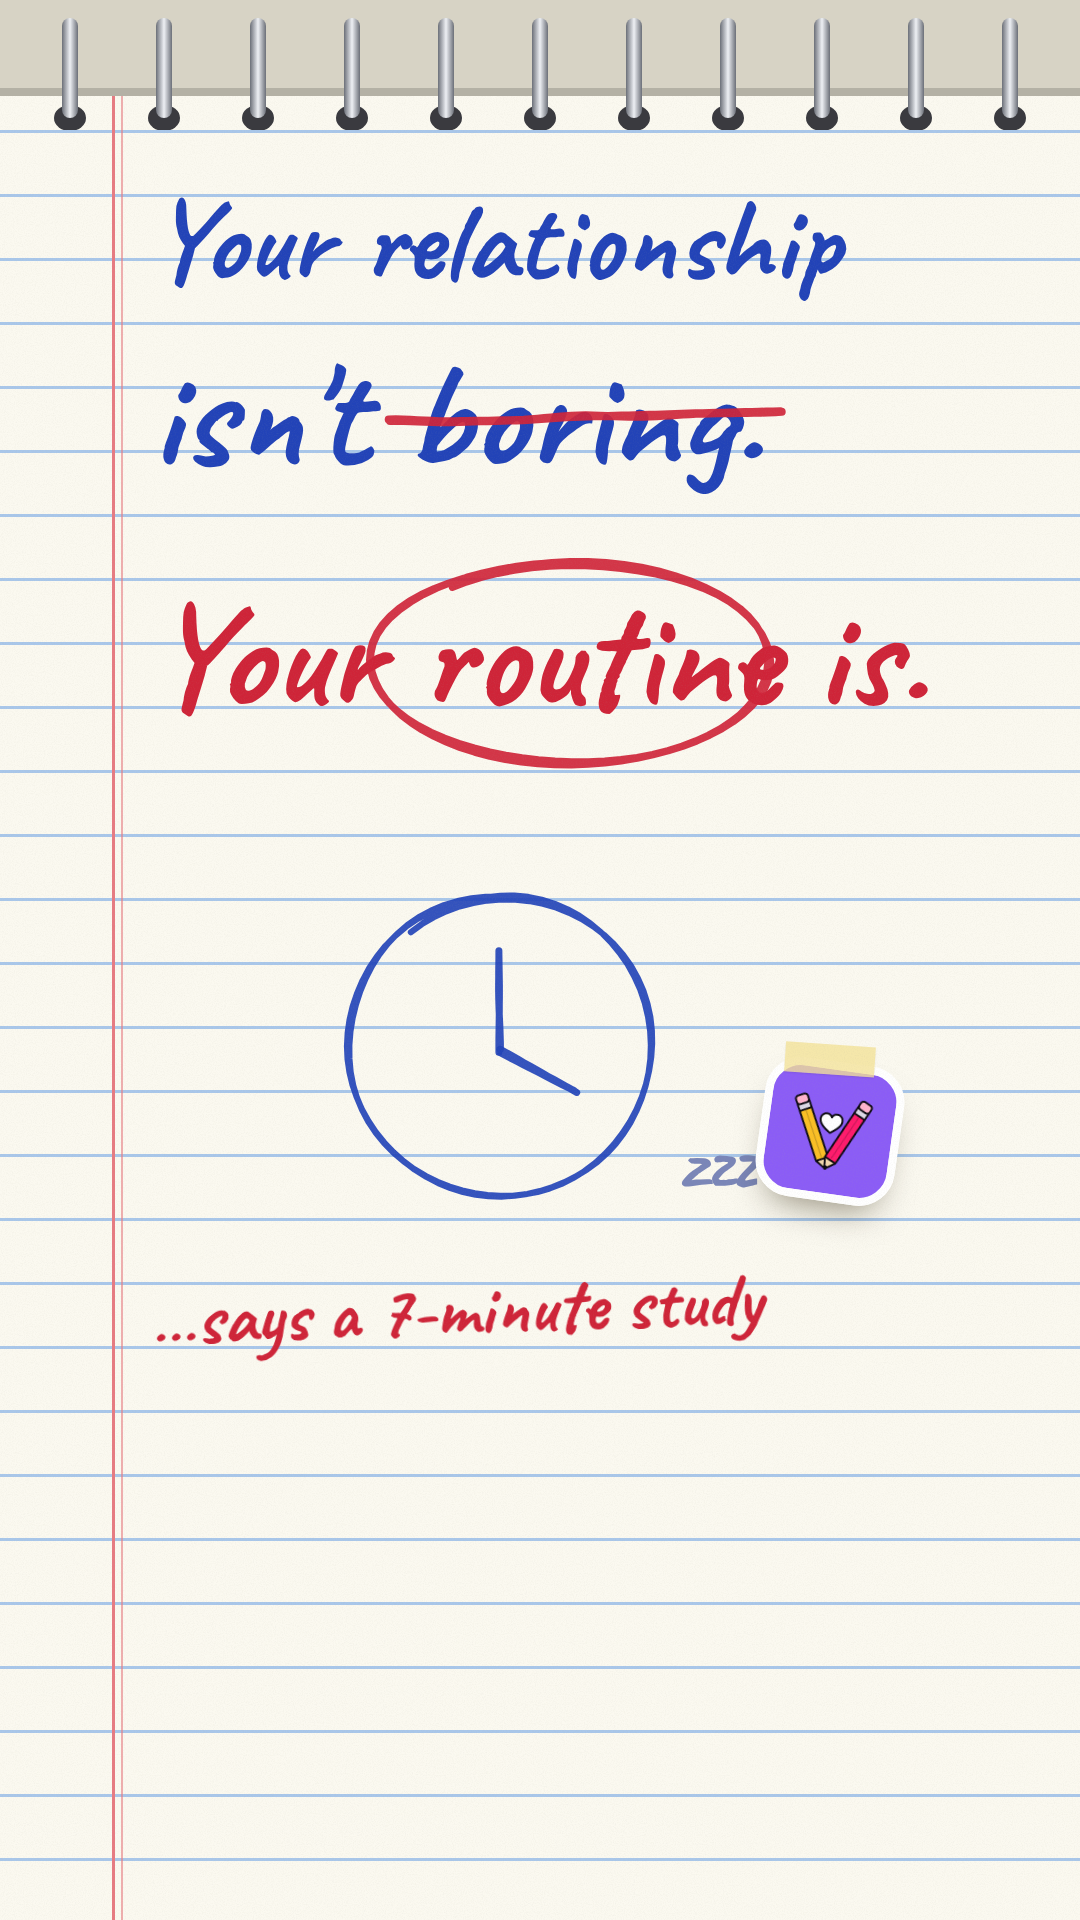 Your relationship
isn't boring.
Your routine is.
zzz
...says a 7-minute study